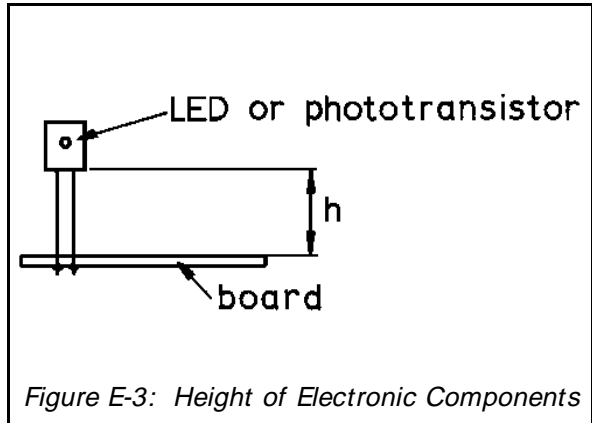 LED or phototransistor
h
board
Figure E-3: Height of Electronic Components